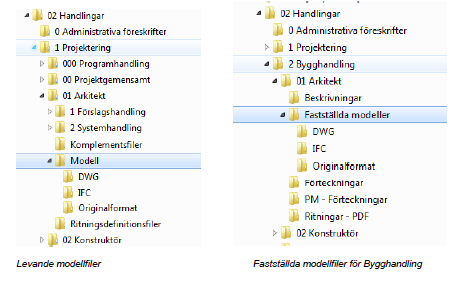 02 Handlingar
0 Administrativa föreskrifter
1 Projektering
000 Programhandling
00 Projektgemensamt
01 Arkitekt
1 Förslagshandling
2 Systemhandling
Komplementsfiler
Modell
DWG
IFC
Originalformat
Ritningsdefinitionsfiler
02 Konstruktör
Levande modellfiler
02 Handlingar
0 Administrativa föreskrifter
1 Projektering
2 Bygghandling
01 Arkitekt
Beskrivningar
Fastställda modeller
DWG
IFC
Originalformat
Förteckningar
PM - Förteckningar
Ritningar - PDF
02 Konstruktör
Fastställda modellfiler för Bygghandling